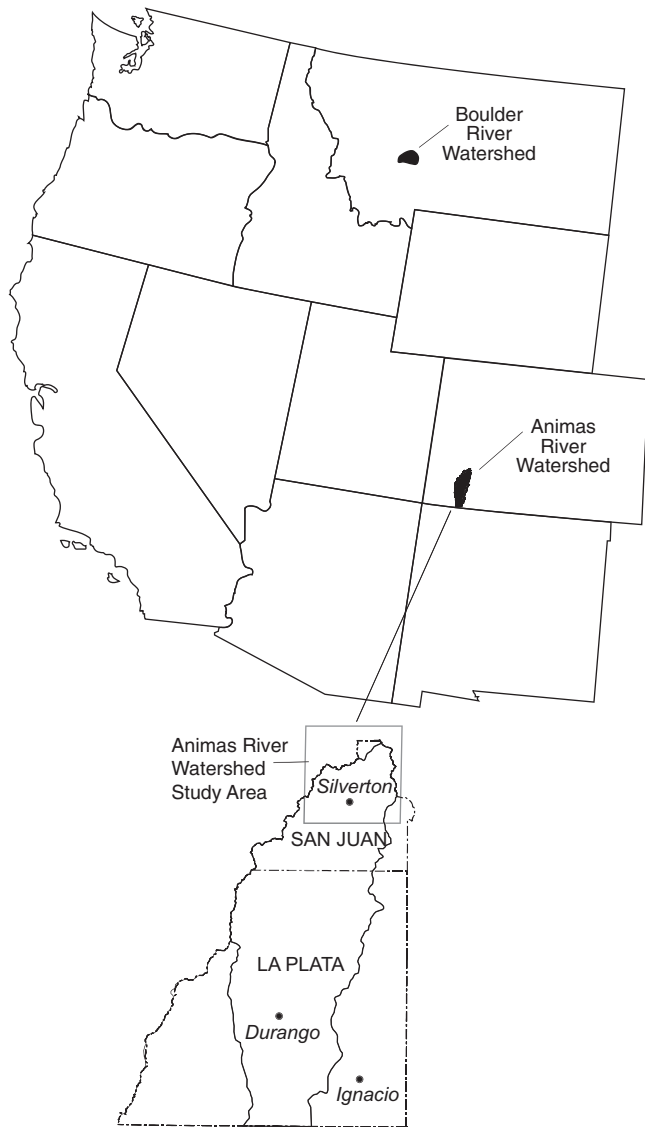 Boulder
River
Watershed
Animas
River
Watershed
Animas River
Watershed
Study Area
Silverton
SAN JUAN
LA PLATA
Durango
Ignacio